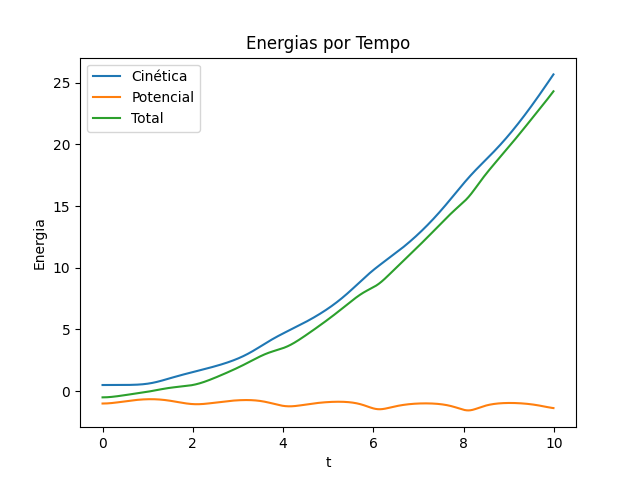 Energias por Tempo
Cinética
Potencial
Total
Energia
25
20
15
10
5
0
0 2 4 6 8 10
t